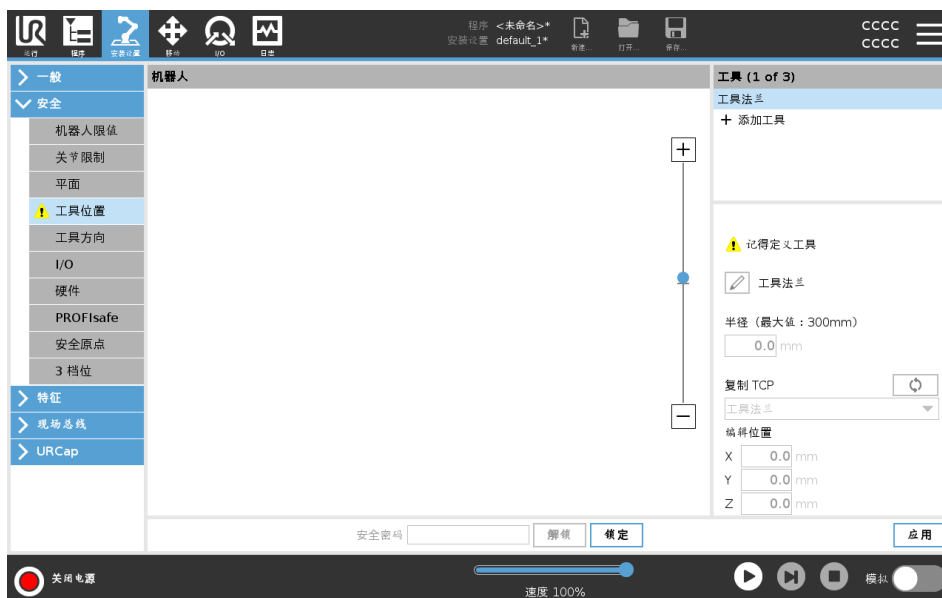 UR
运行
程序
安装设置
移动
I/O
日志
程序 <未命名>*
安装设置 default_1*
新建...
打开...
保存...
cccc
cccc
一般
安全
机器人限值
关节限制
平面
工具位置
工具方向
I/O
硬件
PROFIsafe
安全原点
3 档位
特征
现场总线
URCap
机器人
工具 (1 of 3)
工具法兰
添加工具
记得定义工具
工具法兰
半径（最大值：300mm）
0.0 mm
复制 TCP
工具法兰
编辑位置
X 0.0 mm
Y 0.0 mm
Z 0.0 mm
安全密码
解锁
锁定
应用
关闭电源
速度 100%
模拟